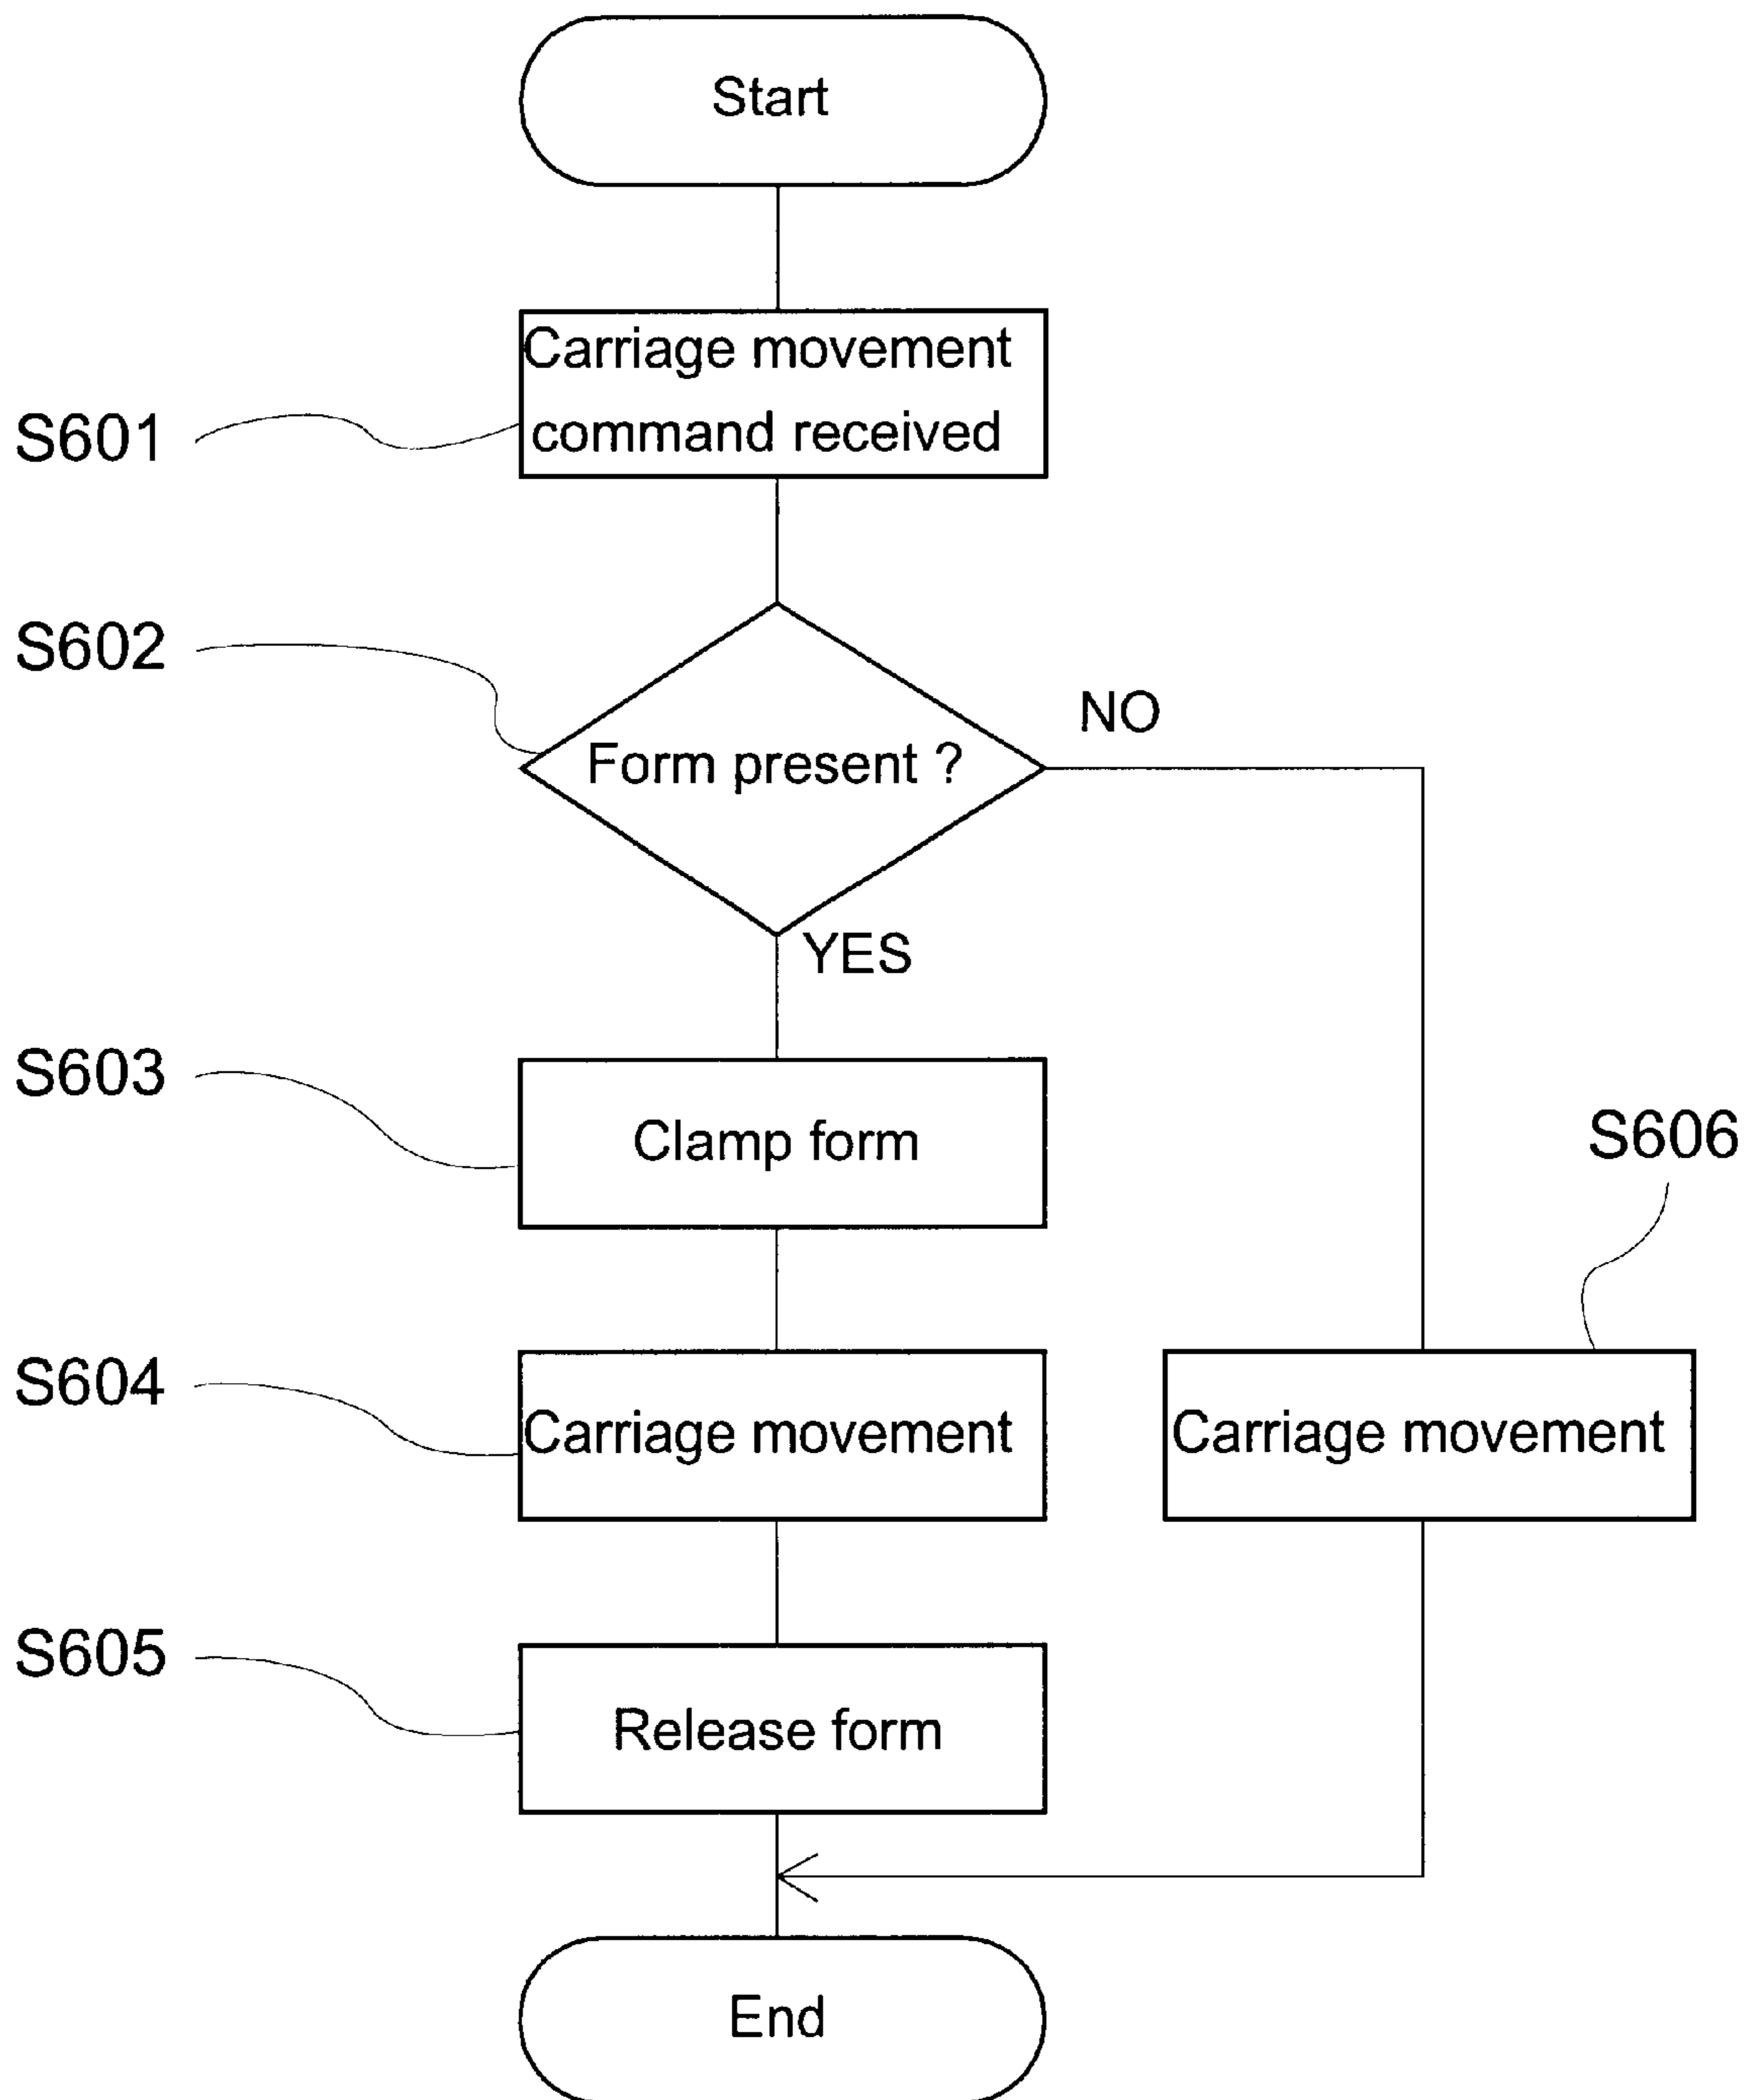 Start
Carriage movement
command received
S601
S602
Form present ?
NO
YES
S603
Clamp form
S606
S604
Carriage movement
Carriage movement
S605
Release form
End